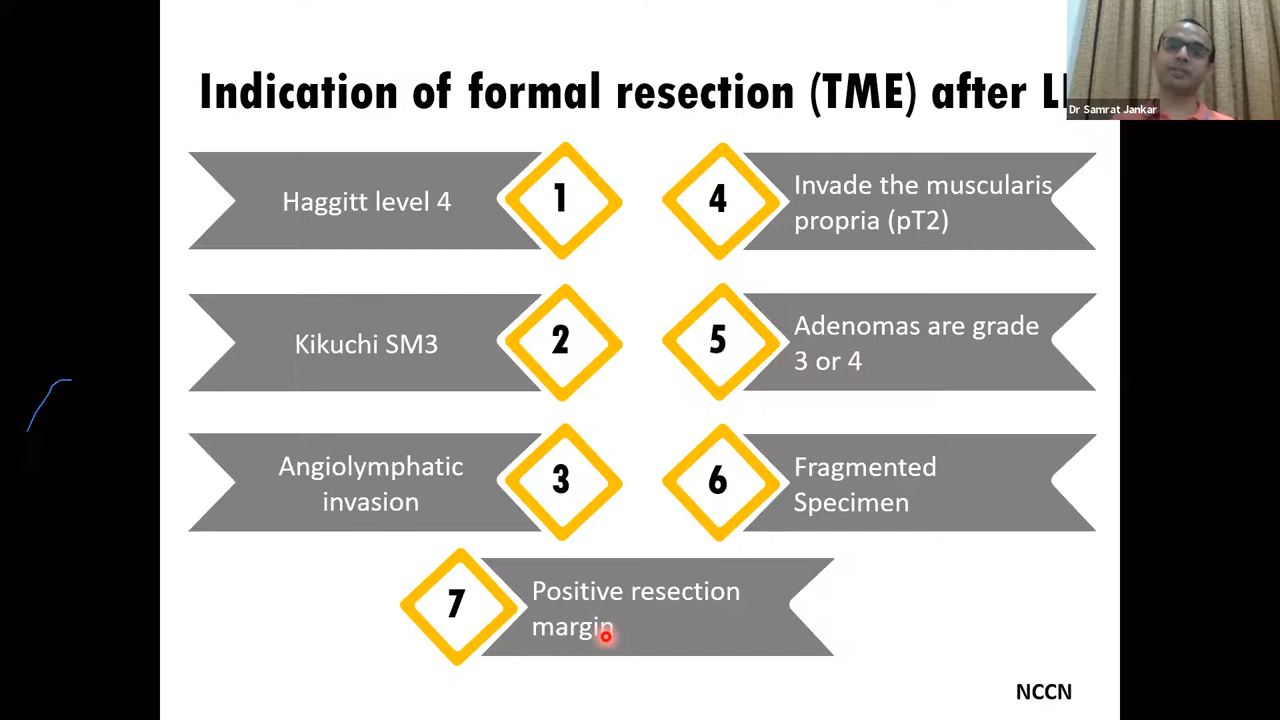 Indication of formal resection (TME) after
Dr Samrat Jankar
Haggitt level 4
1
Kikuchi SM3
2
Angiolymphatic
invasion
3
4
Invade the muscularis
propria (pT2)
5
Adenomas are grade
3 or 4
6
Fragmented
Specimen
7
Positive resection
margin
NCCN